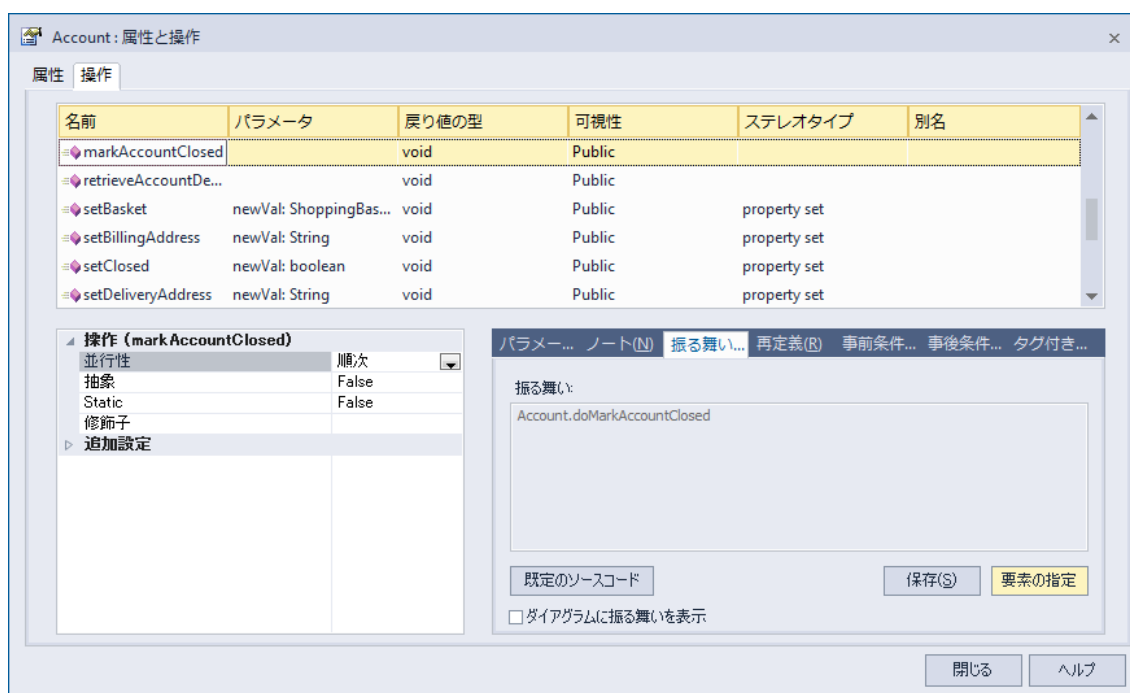 Account : 属性と操作
属性 操作
名前 パラメータ 戻り値の型 可視性 ステレオタイプ 別名
markAccountClosed void Public
retrieveAccountDe... void Public
setBasket newVal: ShoppingBas... void Public property set
setBillingAddress newVal: String void Public property set
setClosed newVal: boolean void Public property set
setDeliveryAddress newVal: String void Public property set
操作 (markAccountClosed)
並行性 順次
抽象 False
Static False
修飾子
追加設定
パラメー... ノート(N) 振る舞い... 再定義(R) 事前条件... 事後条件... タグ付き...
振る舞い:
Account.doMarkAccountClosed
既定のソースコード 保存(S) 要素の指定
ダイアグラムに振る舞いを表示
閉じる ヘルプ